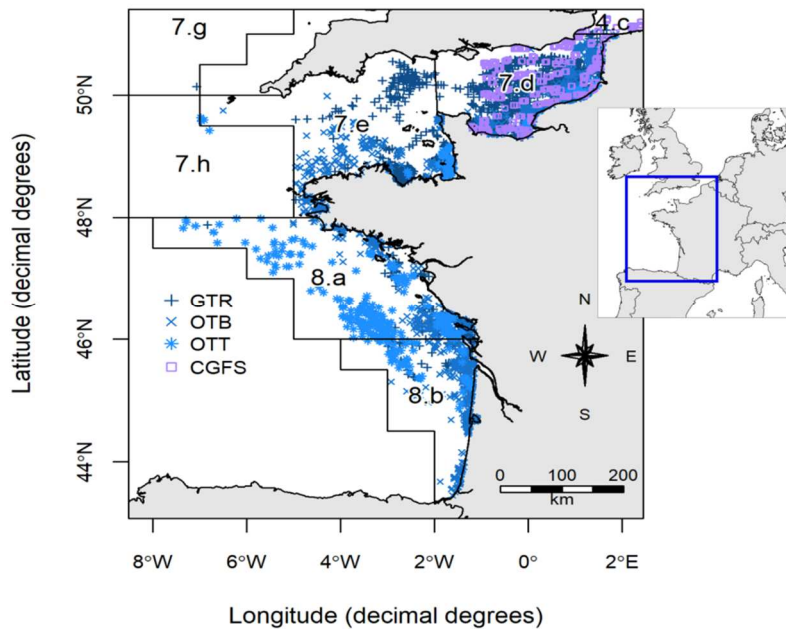 7.g
4.c
50°N
7.d
7.e
7.h
48°N
8.a
GTR
OTB
OTT
CGFS
46°N
8.b
44°N
N
W
E
S
0
100
200
km
8°W
6°W
4°W
2°W
0°
2°E
Latitude (decimal degrees)
Longitude (decimal degrees)